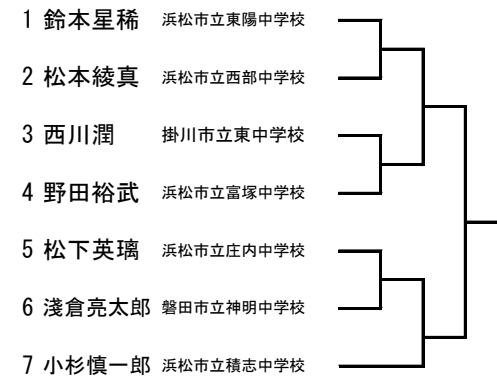 1 鈴本星稀 浜松市立東陽中学校
2 松本綾真 浜松市立西部中学校
3 西川潤 掛川市立東中学校
4 野田裕武 浜松市立富塚中学校
5 松下英璃 浜松市立庄内中学校
6 淺倉亮太郎 磐田市立神明中学校
7 小杉慎一郎 浜松市立積志中学校